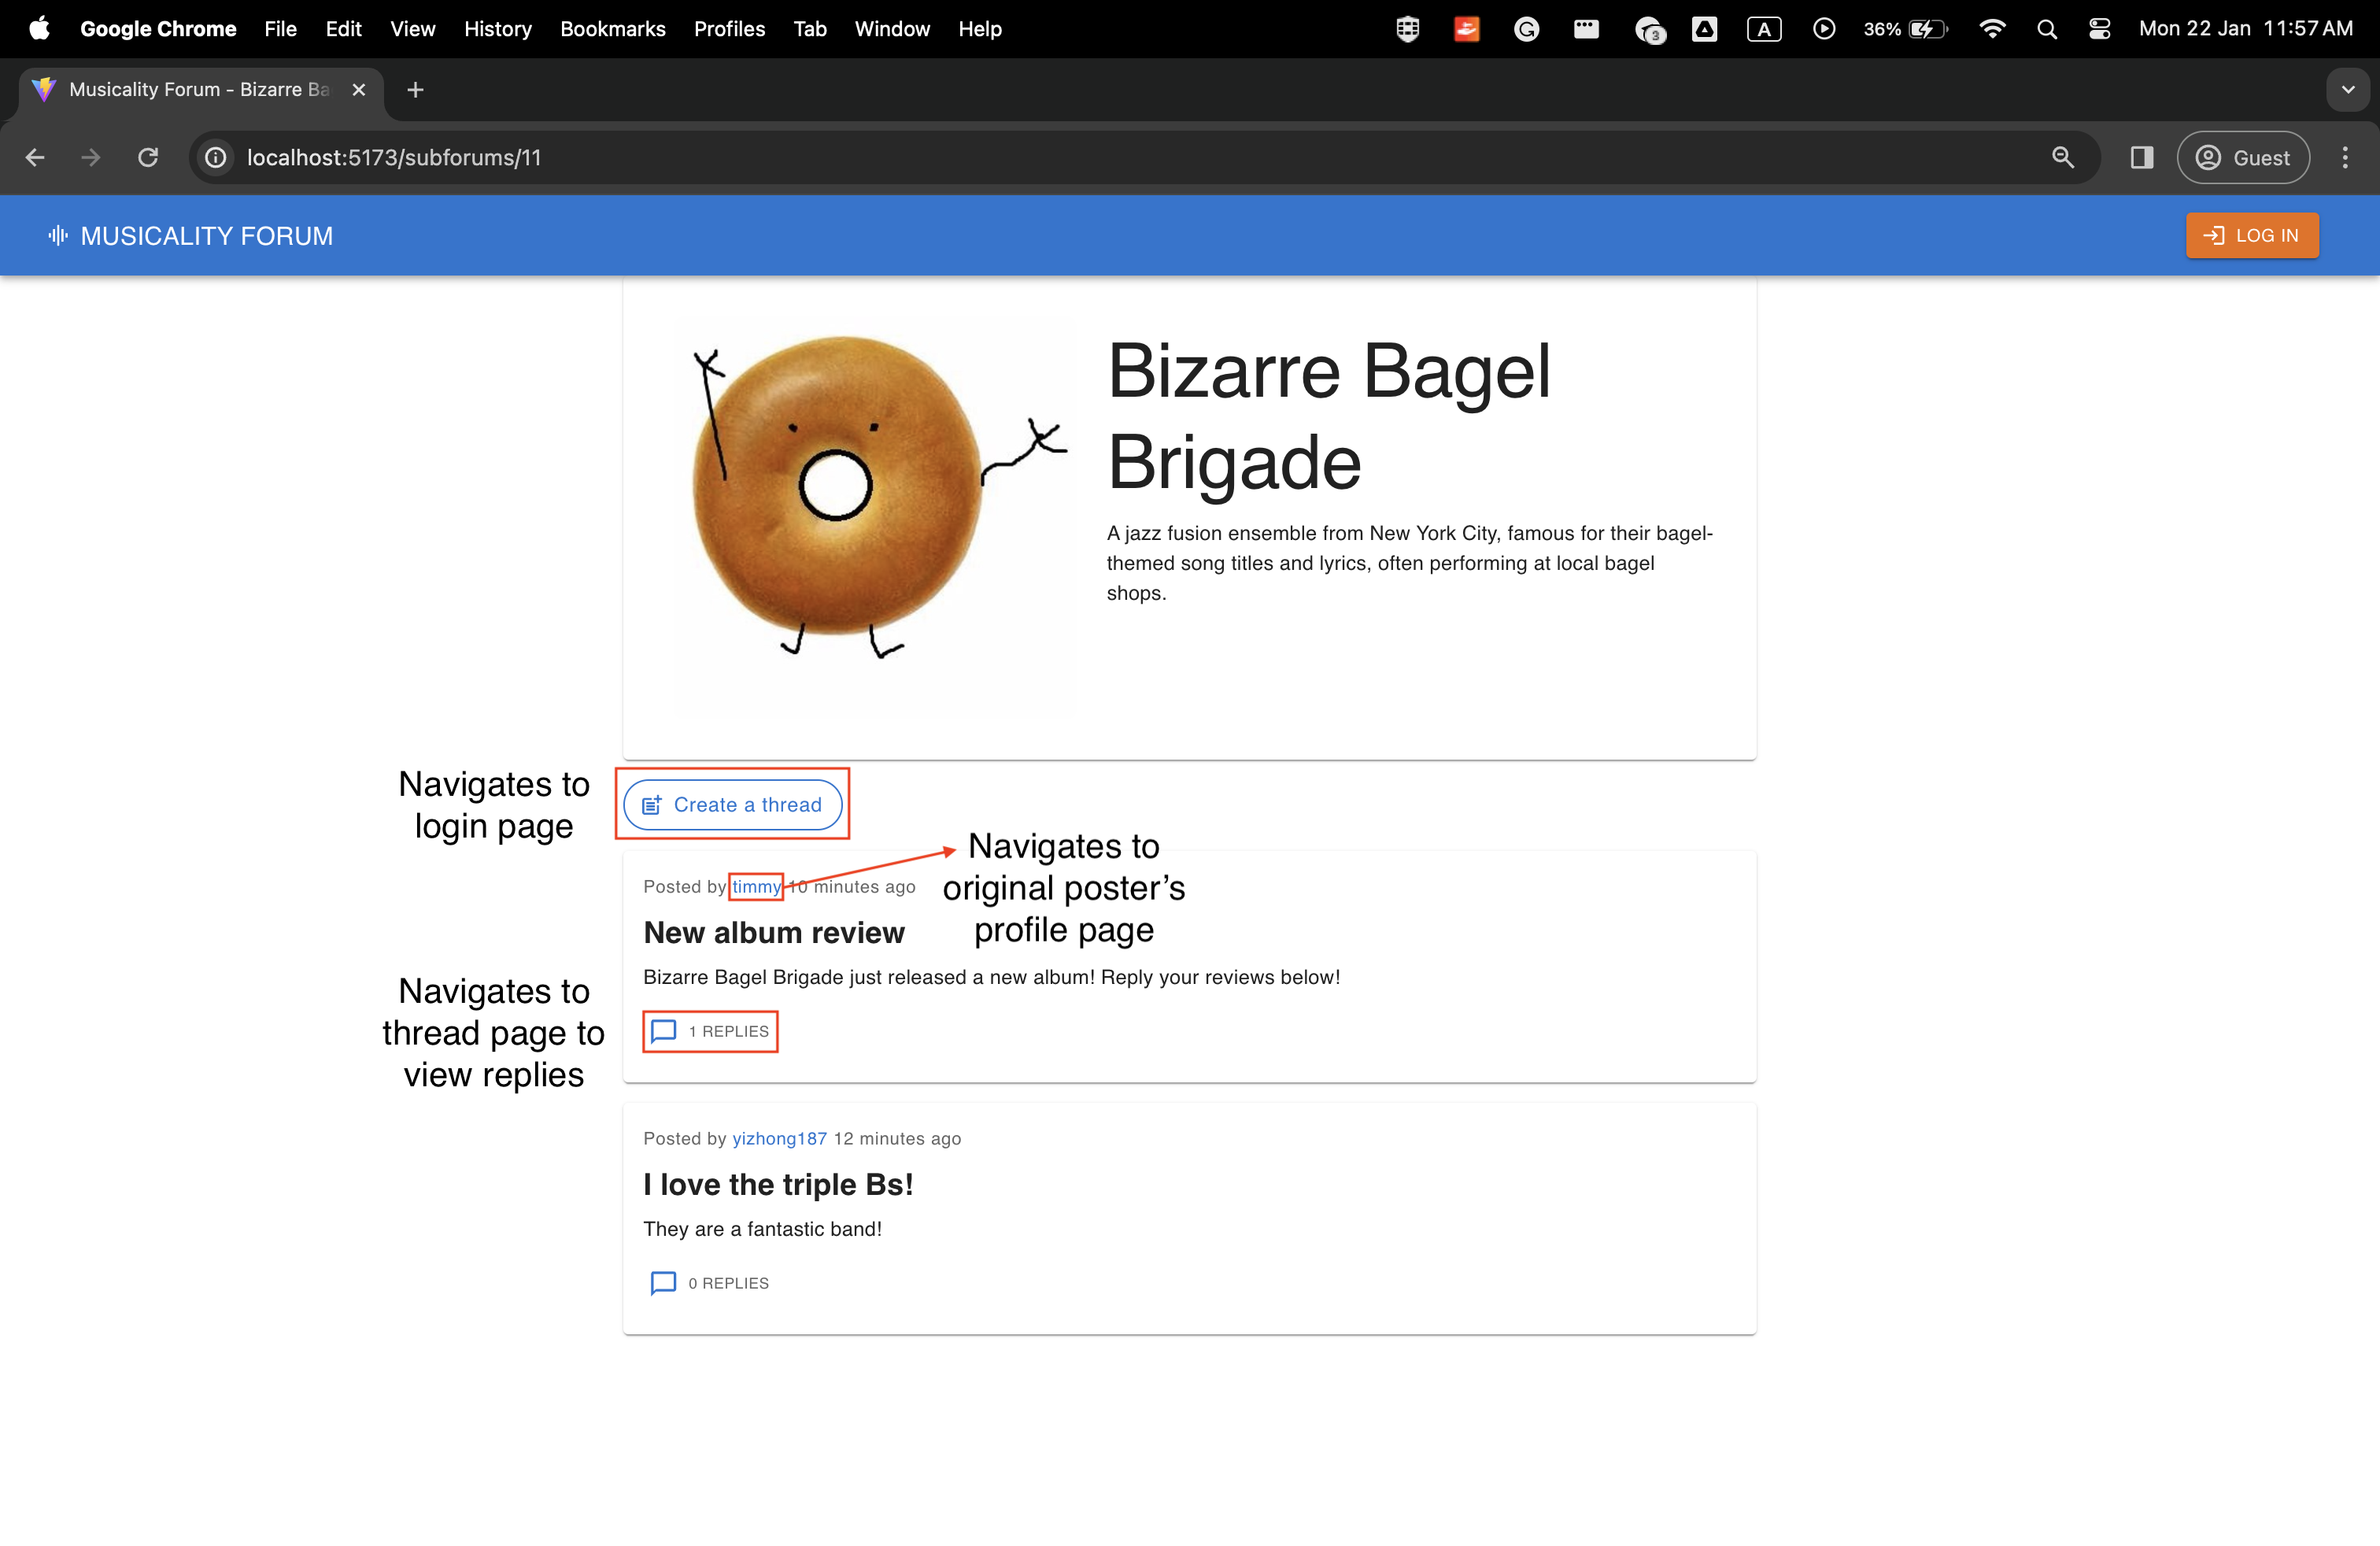 Google Chrome File Edit View History Bookmarks Profiles Tab Window Help
3 A 36% Mon 22 Jan 11:57 AM
Musicality Forum - Bizarre Ba
localhost:5173/subforums/11
Guest
MUSICALITY FORUM
LOG IN
Bizarre Bagel
Brigade
A jazz fusion ensemble from New York City, famous for their bagel-
themed song titles and lyrics, often performing at local bagel
shops.
Navigates to
login page
Create a thread
Navigates to
original poster’s
profile page
Posted by timmy 10 minutes ago
New album review
Bizarre Bagel Brigade just released a new album! Reply your reviews below!
Navigates to
thread page to
view replies
1 REPLIES
Posted by yizhong187 12 minutes ago
I love the triple Bs!
They are a fantastic band!
0 REPLIES